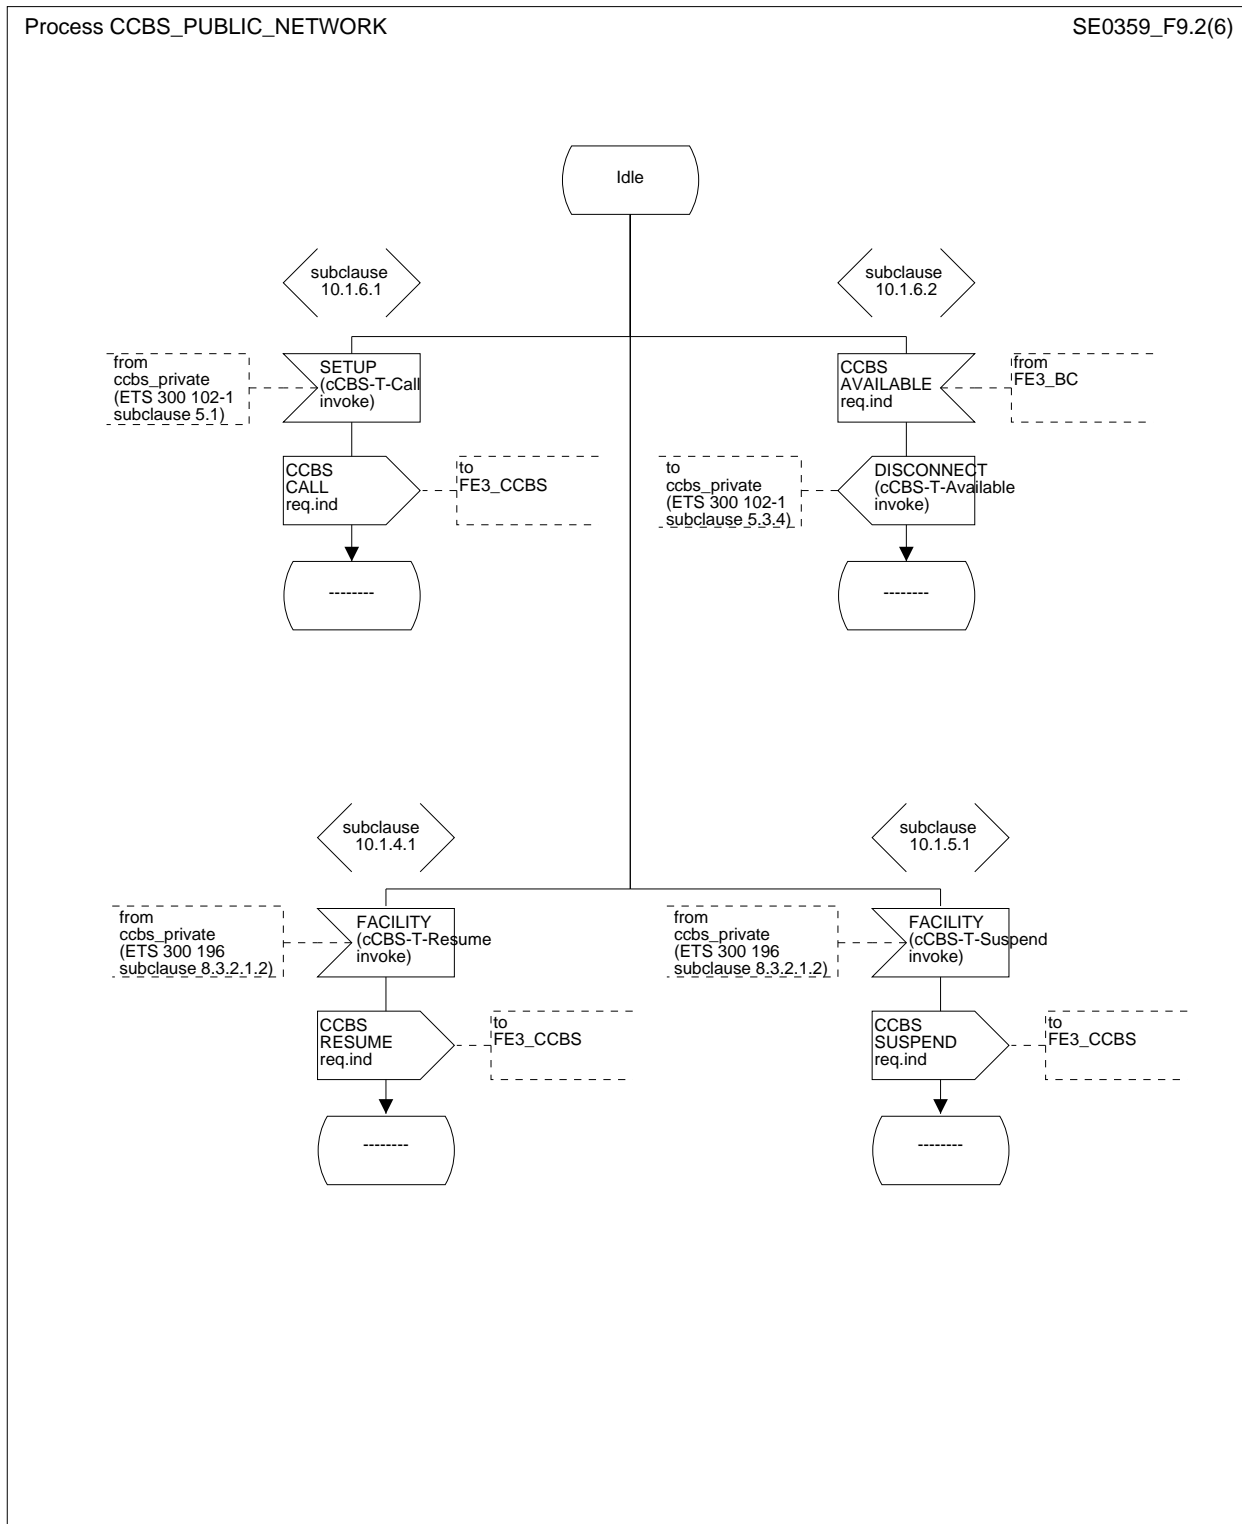 Process CCBS_PUBLIC_NETWORK
SE0359_F9.2(6)
Idle
subclause
10.1.6.1
subclause
10.1.6.2
from
ccbs_private
(ETS 300 102-1
subclause 5.1)
SETUP
(cCBS-T-Call
invoke)
CCBS
AVAILABLE
req.ind
from
FE3_BC
CCBS
CALL
req.ind
to
FE3_CCBS
to
ccbs_private
(ETS 300 102-1
subclause 5.3.4)
DISCONNECT
(cCBS-T-Available
invoke)
--------
--------
subclause
10.1.4.1
subclause
10.1.5.1
from
ccbs_private
(ETS 300 196
subclause 8.3.2.1.2)
FACILITY
(cCBS-T-Resume
invoke)
from
ccbs_private
(ETS 300 196
subclause 8.3.2.1.2)
FACILITY
(cCBS-T-Suspend
invoke)
CCBS
RESUME
req.ind
to
FE3_CCBS
CCBS
SUSPEND
req.ind
to
FE3_CCBS
--------
--------